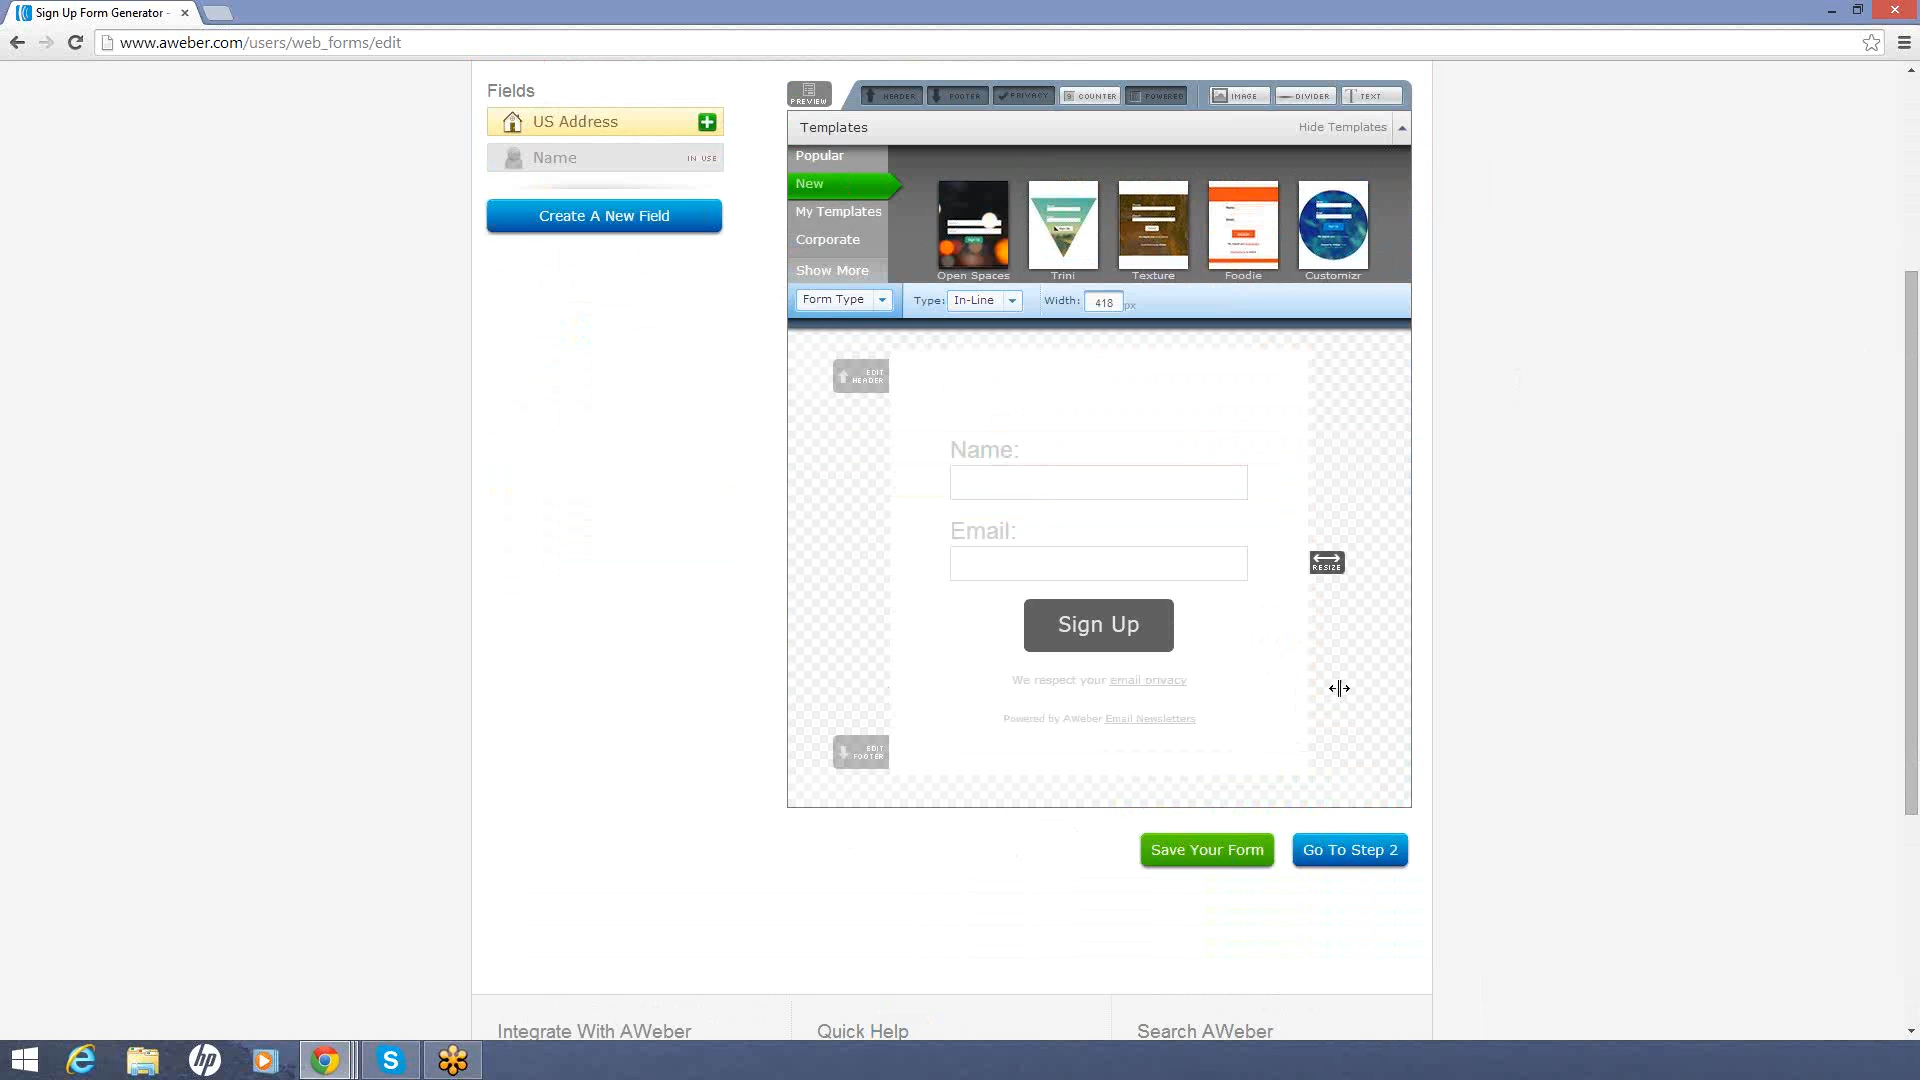 Sign Up Form Generator -
www.aweber.com/users/web_forms/edit
Fields
US Address
Name
IN USE
Create A New Field
PREVIEW
HEADER
FOOTER
PRIVACY
COUNTER
POWERED
IMAGE
DIVIDER
TEXT
Templates
Hide Templates
Popular
New
My Templates
Corporate
Show More
Open Spaces
Trini
Texture
Foodie
Customizr
Form Type
Type: In-Line
Width: 418 px
EDIT
HEADER
Name:
Email:
RESIZE
Sign Up
We respect your email privacy
Powered by AWeber Email Newsletters
EDIT
FOOTER
Save Your Form
Go To Step 2
Integrate With AWeber
Quick Help
Search AWeber